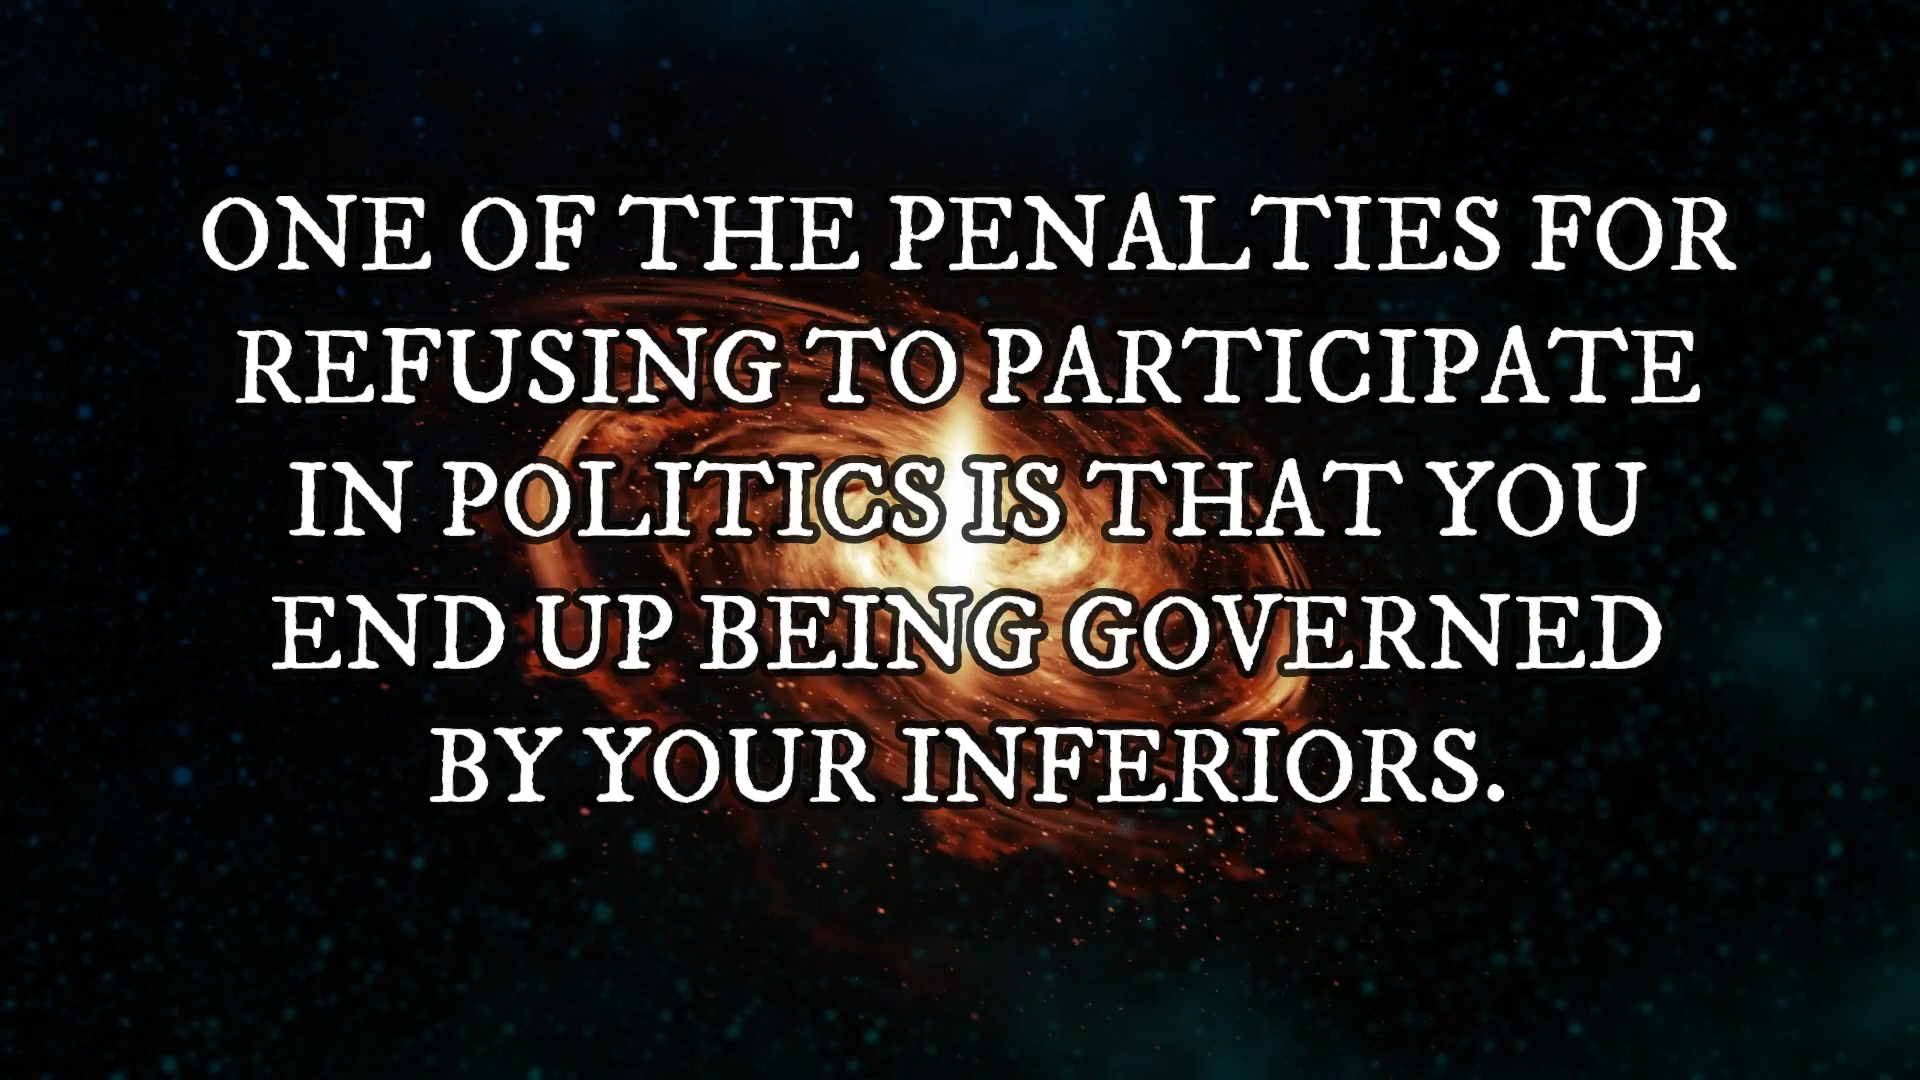 ONE OF THE PENALTIES FOR
REFUSING TO PARTICIPATE
IN POLITICS IS THAT YOU
END UP BEING GOVERNED
BY YOUR INFERIORS.